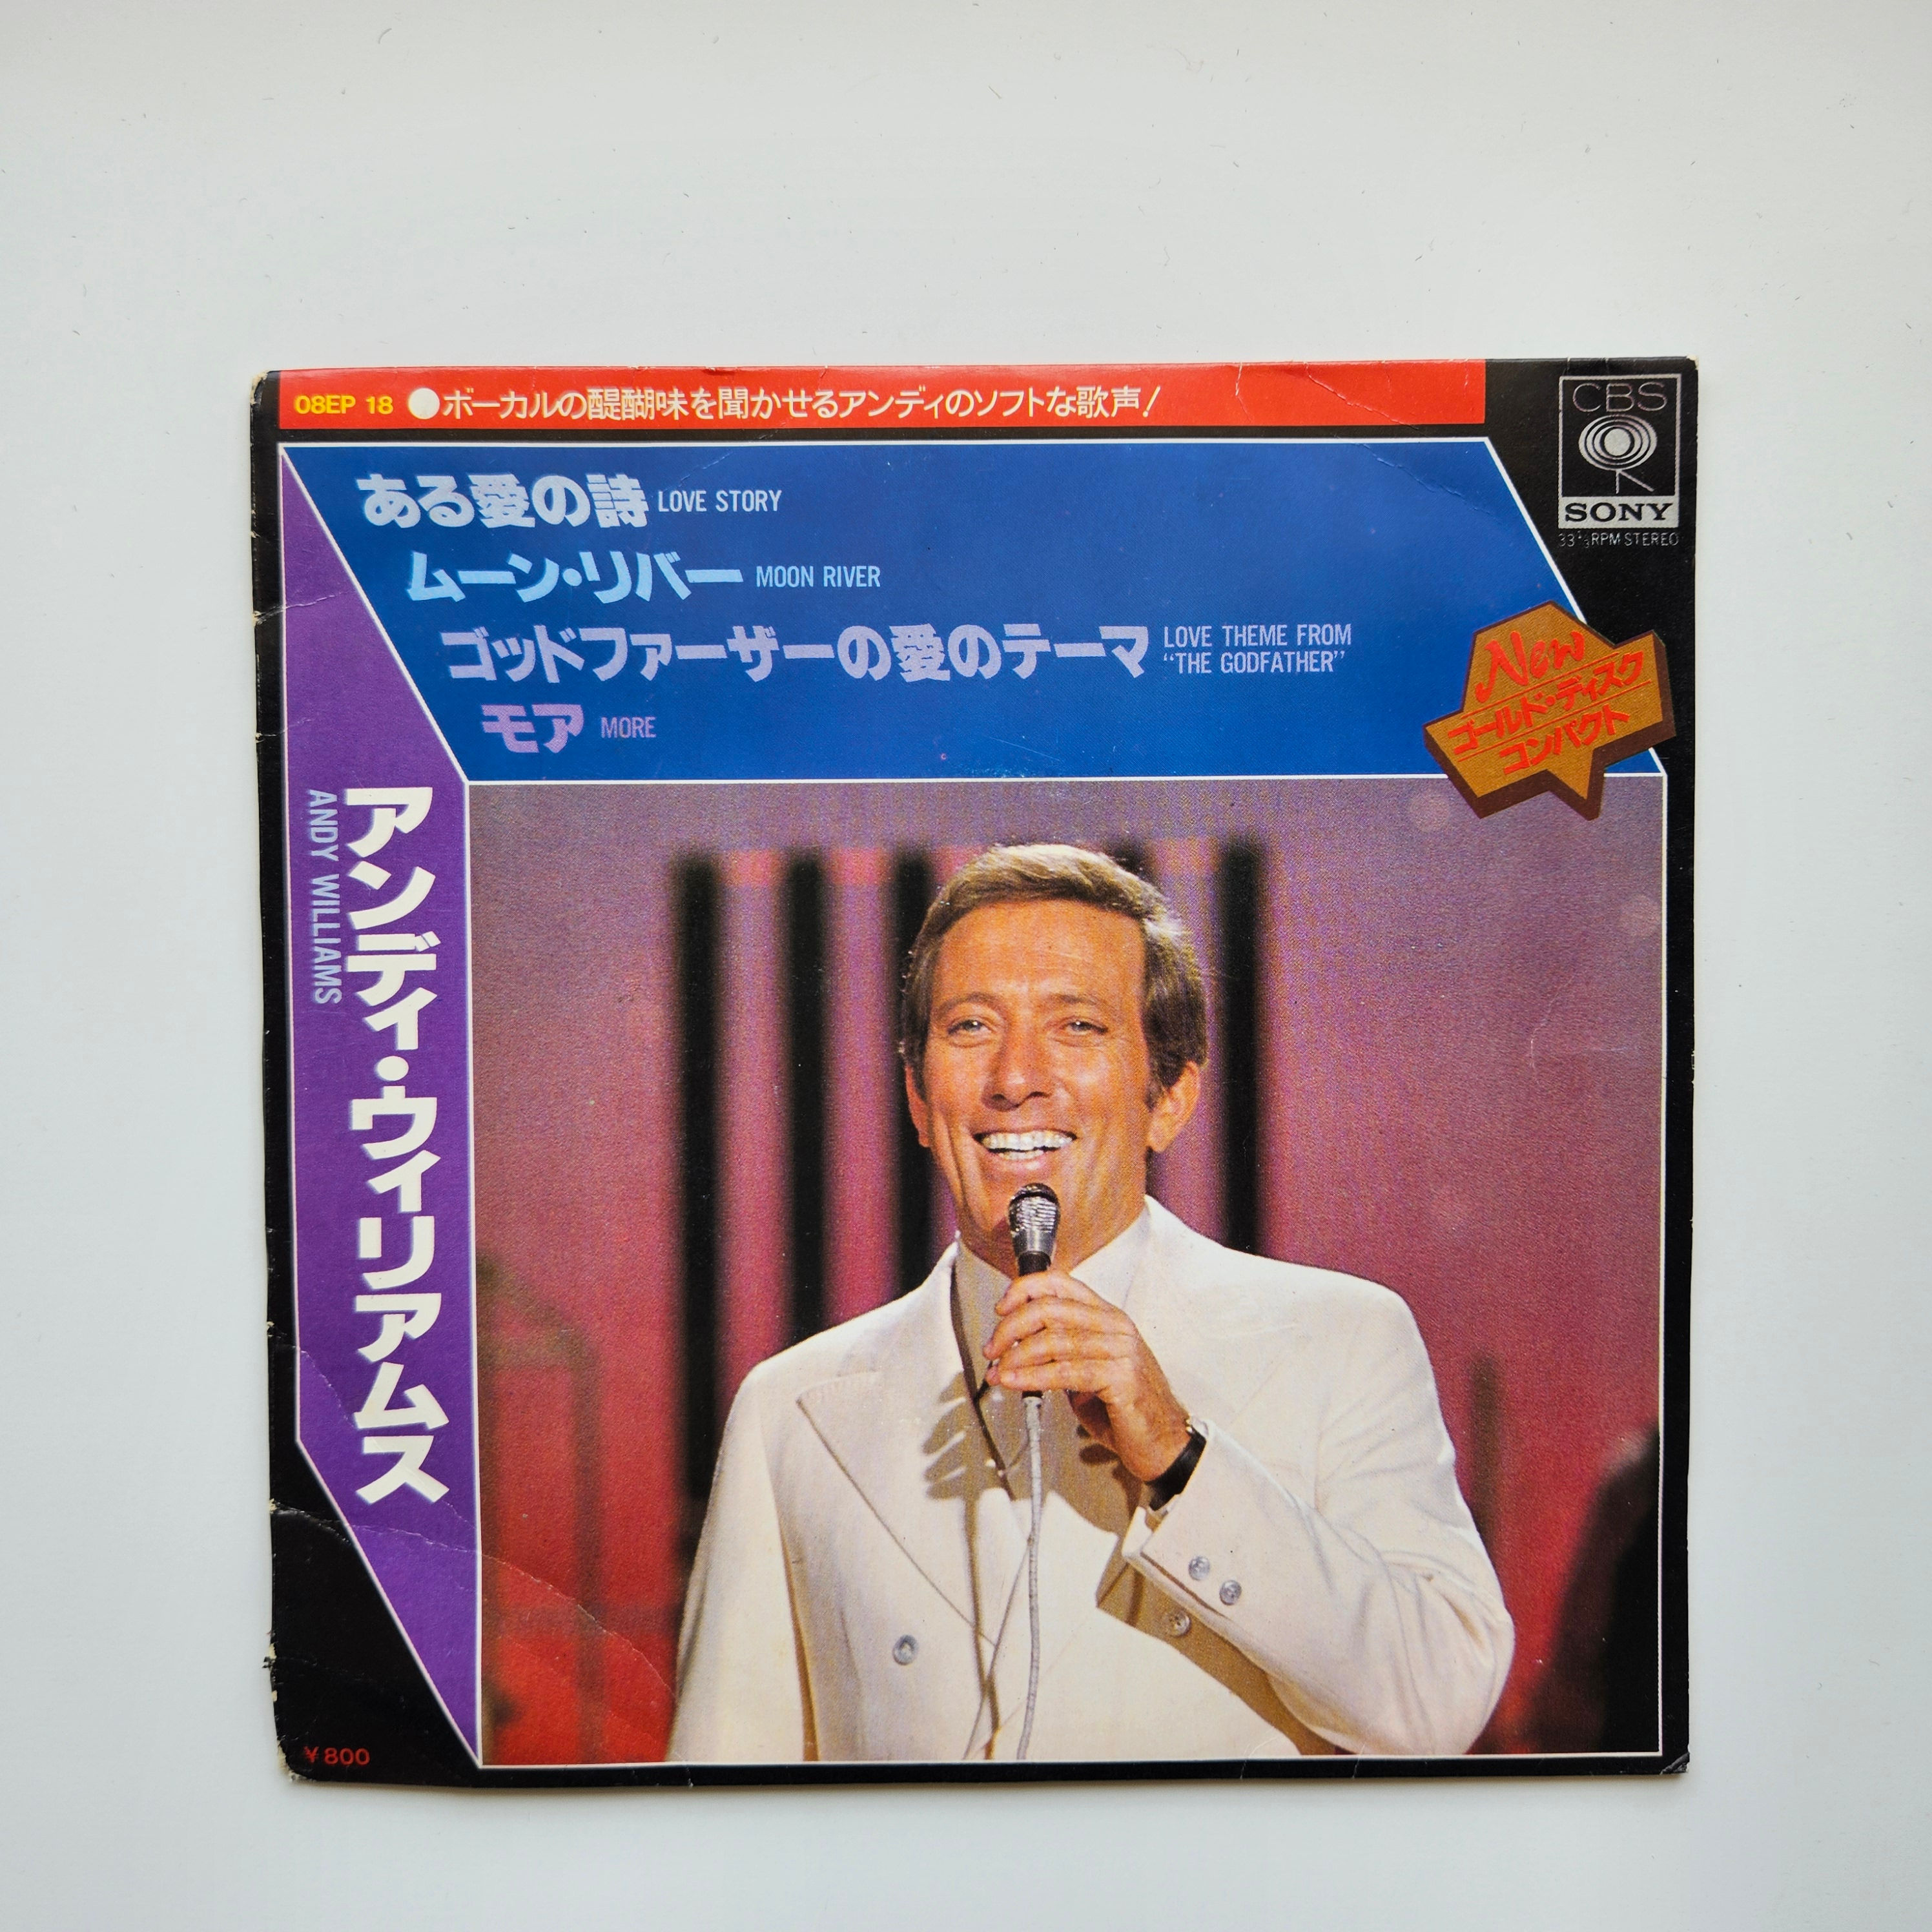 08EP 18 ●ボーカルの醍醐味を聞かせるアンディのソフトな歌声!
CBS
SONY
33⅓RPM STEREO
ある愛の詩 LOVE STORY
ムーン・リバー MOON RIVER
ゴッドファーザーの愛のテーマ LOVE THEME FROM
"THE GODFATHER"
モア MORE
New
ゴールド・ディスク
コンパクト
アンディ・ウィリアムス
ANDY WILLIAMS
¥800